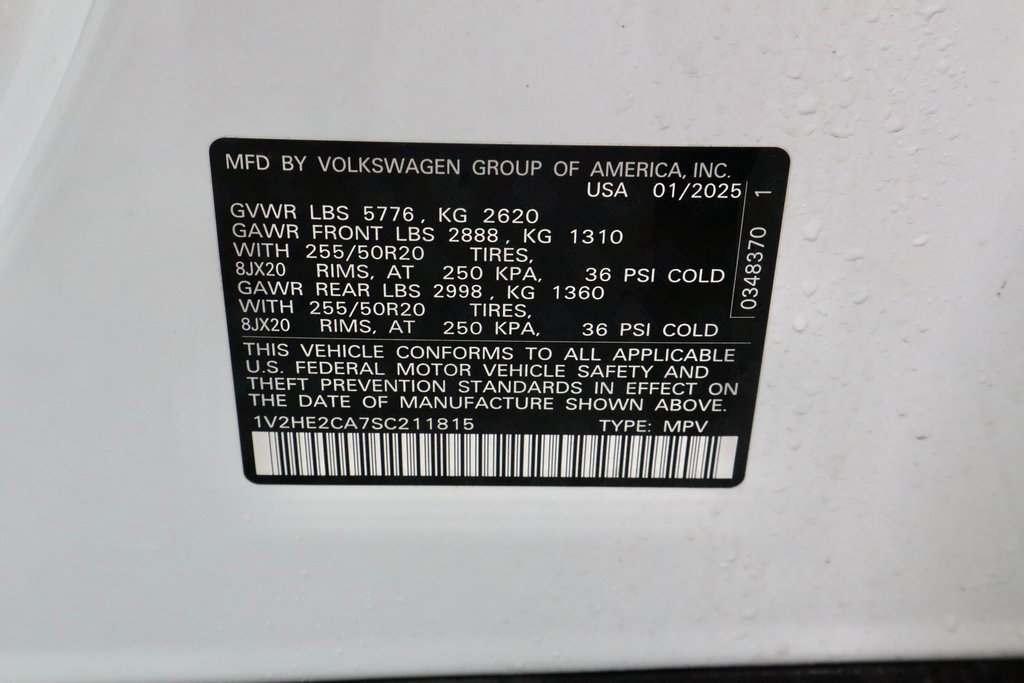 MFD BY VOLKSWAGEN GROUP OF AMERICA, INC.
USA 01/2025
GVWR LBS 5776, KG 2620
GAWR FRONT LBS 2888, KG 1310
WITH 255/50R20 TIRES,
8JX20 RIMS, AT 250 KPA, 36 PSI COLD
GAWR REAR LBS 2998, KG 1360
WITH 255/50R20 TIRES,
8JX20 RIMS, AT 250 KPA, 36 PSI COLD
0348370 1
THIS VEHICLE CONFORMS TO ALL APPLICABLE
U.S. FEDERAL MOTOR VEHICLE SAFETY AND
THEFT PREVENTION STANDARDS IN EFFECT ON
THE DATE OF MANUFACTURE SHOWN ABOVE.
1V2HE2CA7SC211815 TYPE: MPV